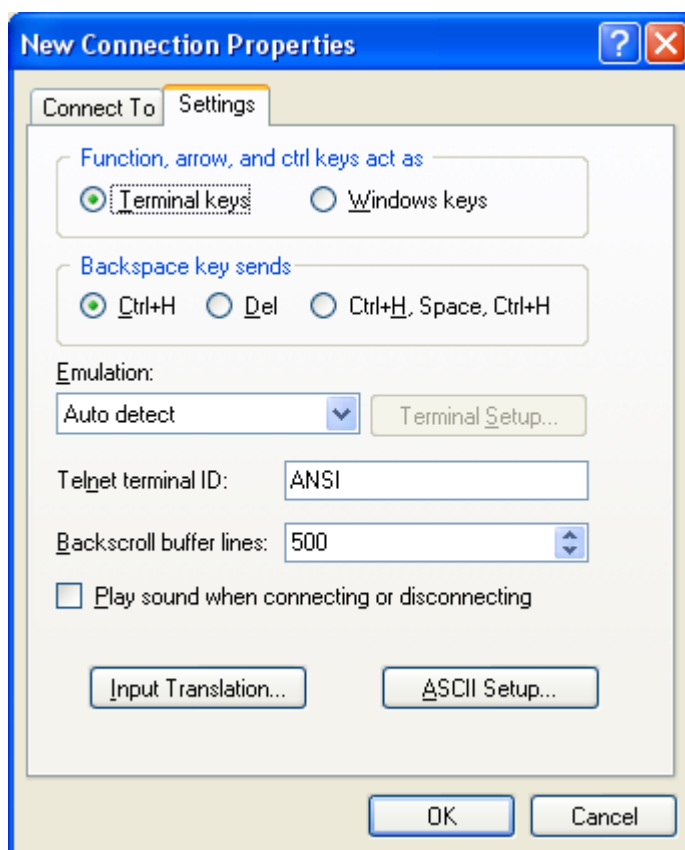 New Connection Properties
?
Connect To Settings
Function, arrow, and ctrl keys act as
Terminal keys Windows keys
Backspace key sends
Ctrl+H Del Ctrl+H, Space, Ctrl+H
Emulation:
Auto detect Terminal Setup...
Telnet terminal ID: ANSI
Backscroll buffer lines: 500
Play sound when connecting or disconnecting
Input Translation... ASCII Setup...
OK Cancel